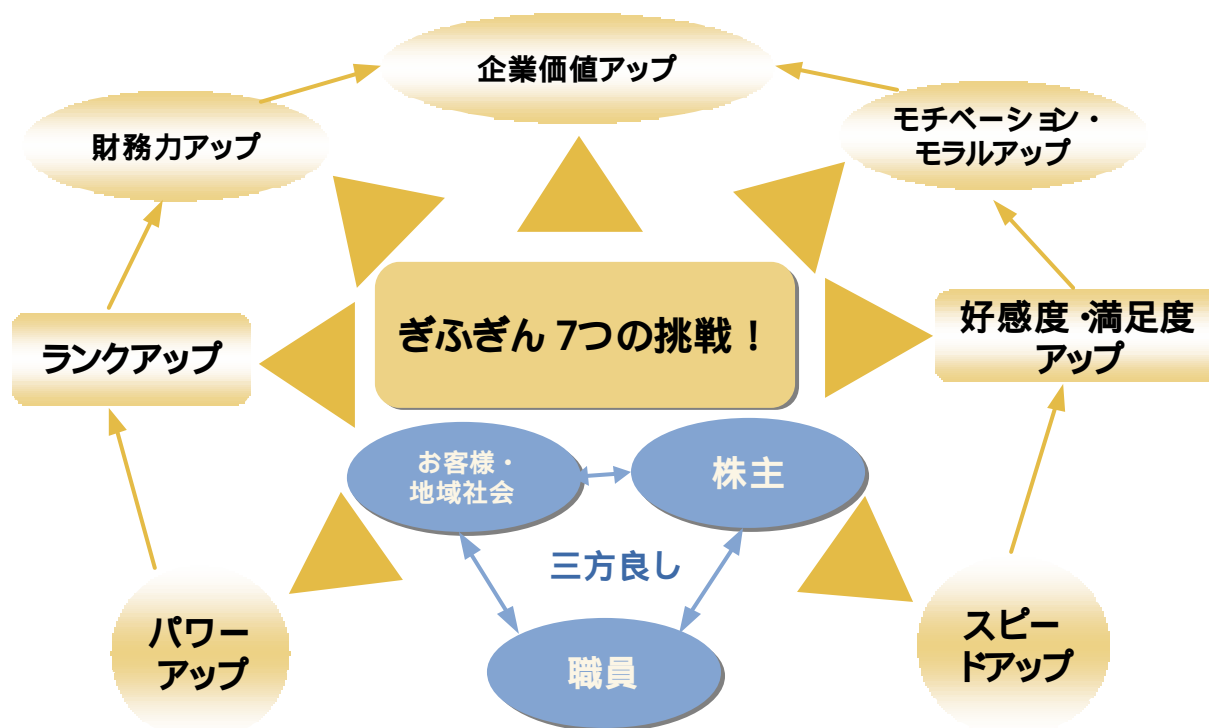 企業価値アップ
財務力アップ
モチベーション・
モラルアップ
ぎふぎん 7つの挑戦！
ランクアップ
好感度・満足度
アップ
お客様・
地域社会
株主
三方良し
パワー
アップ
職員
スピー
ドアップ